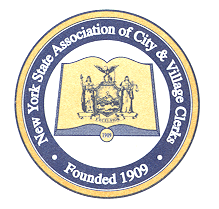 New York State Association of City & Village Clerks
EXCELSIOR
1909
· Founded 1909 ·